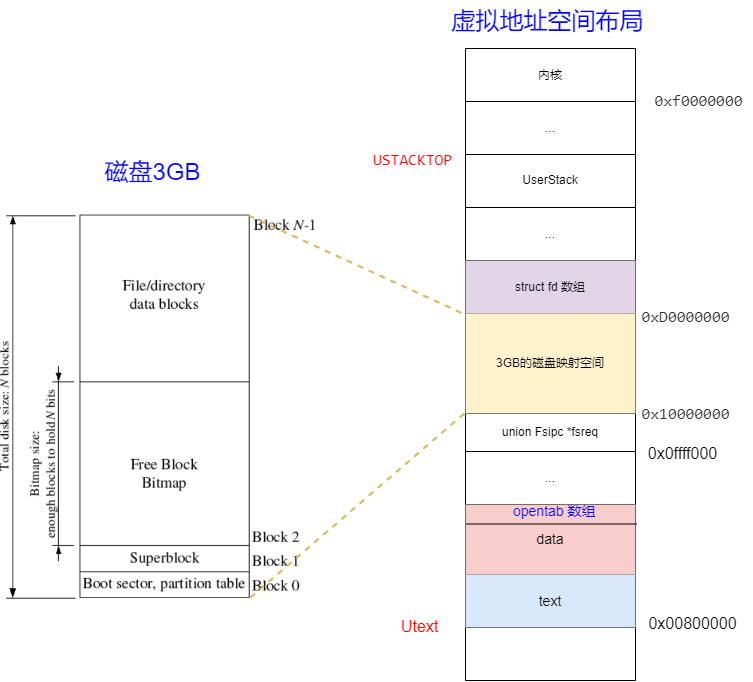 虚拟地址空间布局
内核
0xf0000000
...
USTACKTOP
UserStack
...
struct fd 数组
0xD0000000
3GB的磁盘映射空间
0x10000000
union Fsipc *fsreq
0x0ffff000
...
opentab 数组
data
text
0x00800000
Utext
磁盘3GB
Block N-1
File/directory
data blocks
Total disk size: N blocks
Bitmap size:
enough blocks to hold N bits
Free Block
Bitmap
Block 2
Superblock
Block 1
Boot sector, partition table
Block 0